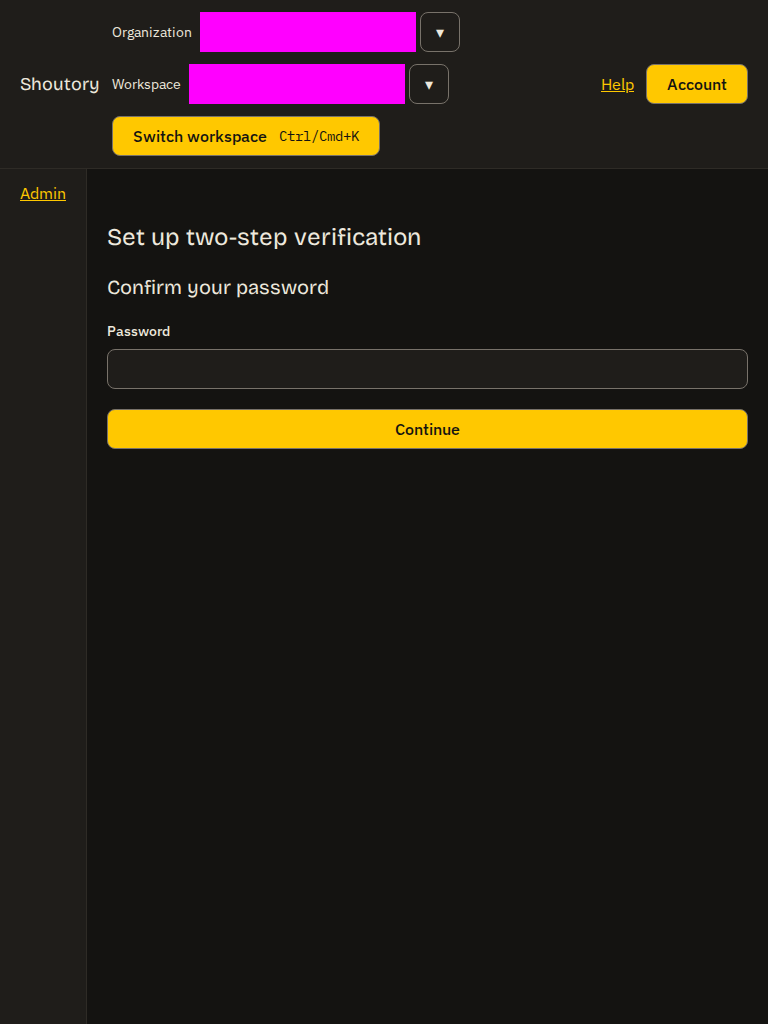 Organization ▼
Shoutory
Workspace ▼
Help
Account
Switch workspace Ctrl/Cmd+K
Admin
Set up two-step verification
Confirm your password
Password
Continue